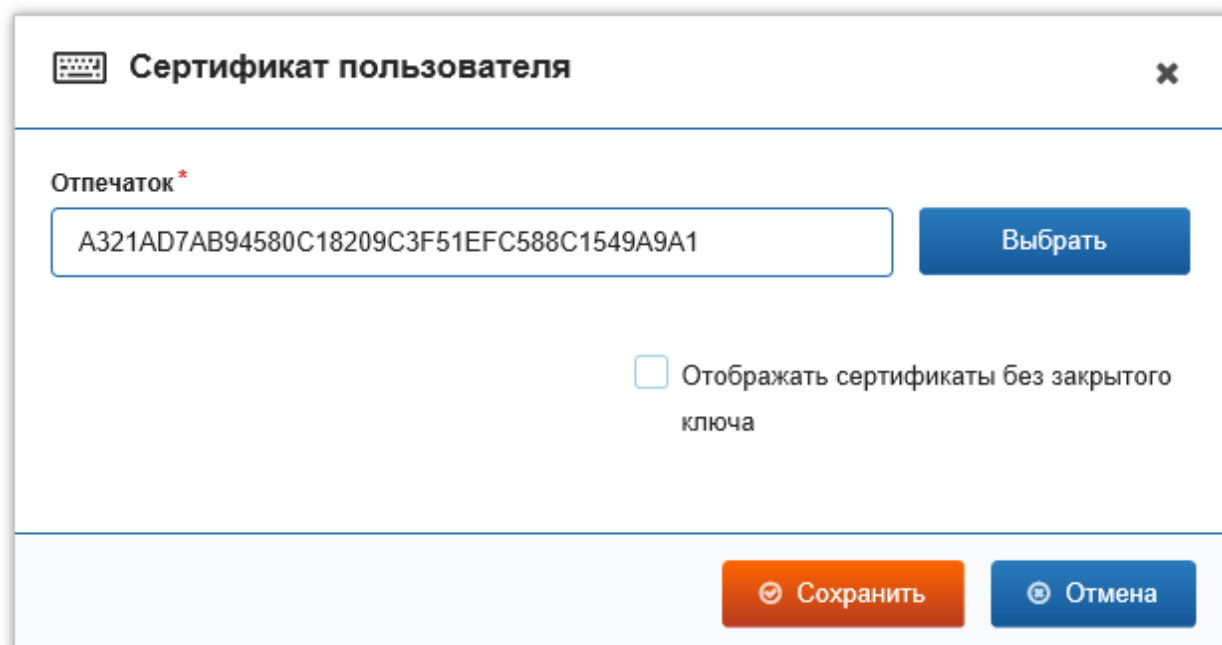 Сертификат пользователя
Отпечаток*
A321AD7AB94580C18209C3F51EFC588C1549A9A1
Выбрать
Отображать сертификаты без закрытого
ключа
Сохранить
Отмена